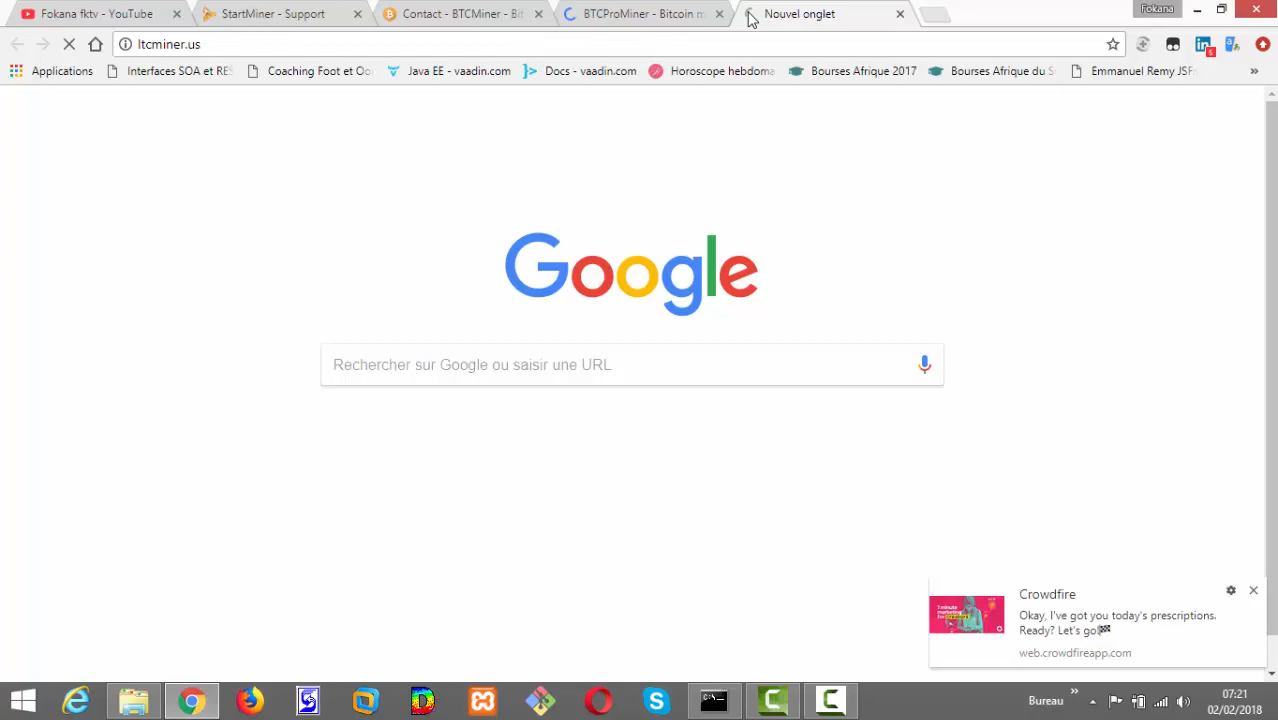 Fokana fktv - YouTube
StartMiner - Support
Contact - BTCMiner - Bit
BTCProMiner - Bitcoin m
Nouvel onglet
Fokana
ltcminer.us
Applications
Interfaces SOA et RES
Coaching Foot et Oo
Java EE - vaadin.com
Docs - vaadin.com
Horoscope hebdoma
Bourses Afrique 2017
Bourses Afrique du S
Emmanuel Remy JSF
»
Google
Rechercher sur Google ou saisir une URL
Crowdfire
Okay, I've got you today's prescriptions.
Ready? Let's go!
web.crowdfireapp.com
Bureau
»
07:21
02/02/2018